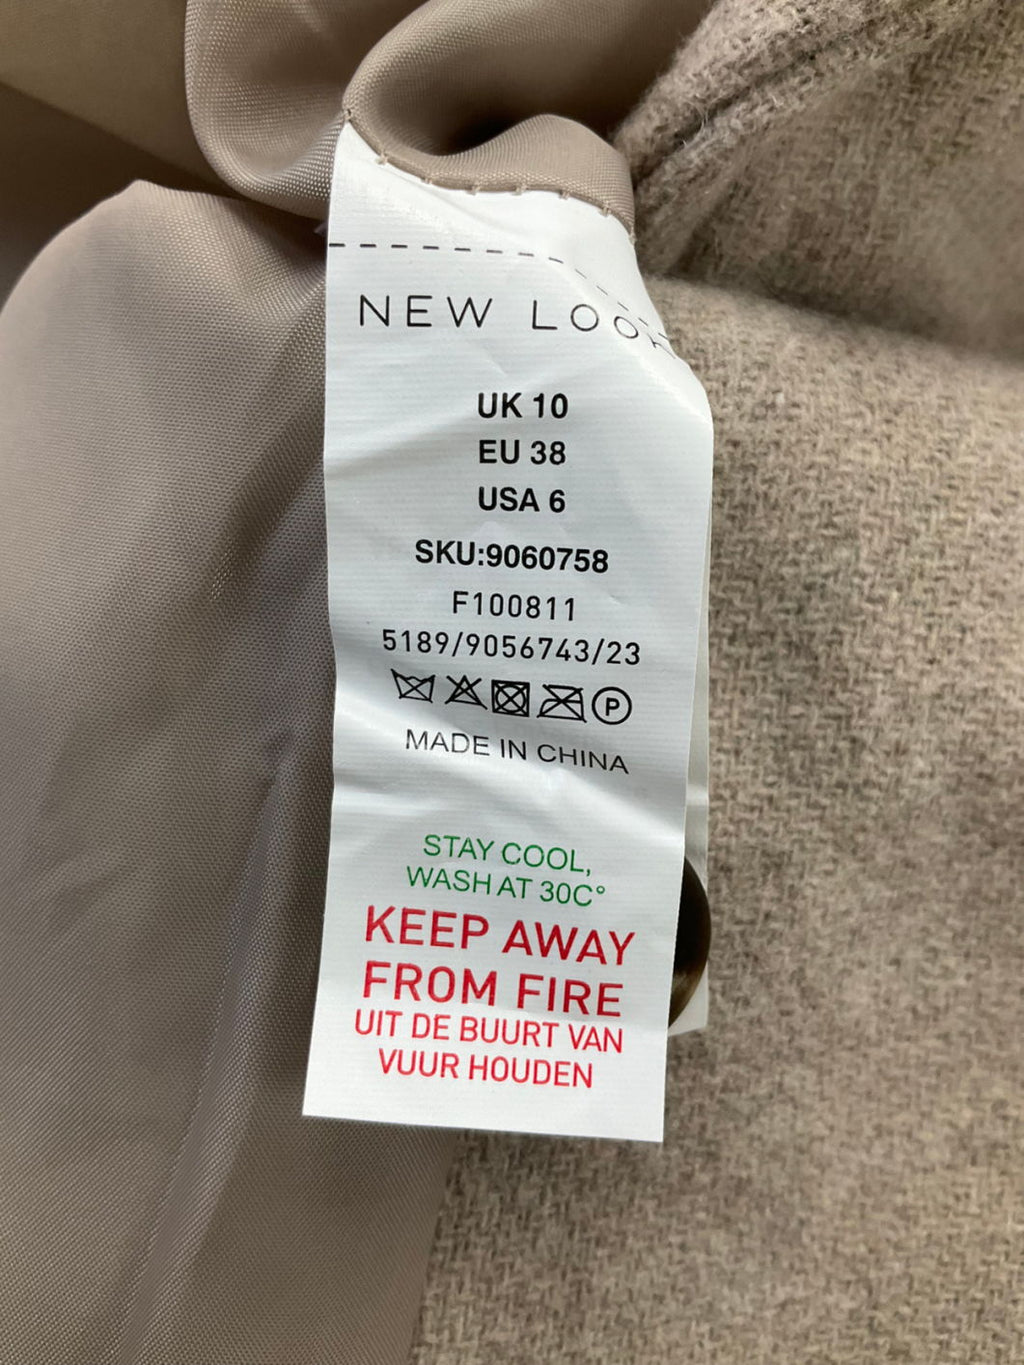 NEW LOOK
UK 10
EU 38
USA 6
SKU:9060758
F100811
5189/9056743/23
P
MADE IN CHINA
STAY COOL,
WASH AT 30C°
KEEP AWAY
FROM FIRE
UIT DE BUURT VAN
VUUR HOUDEN